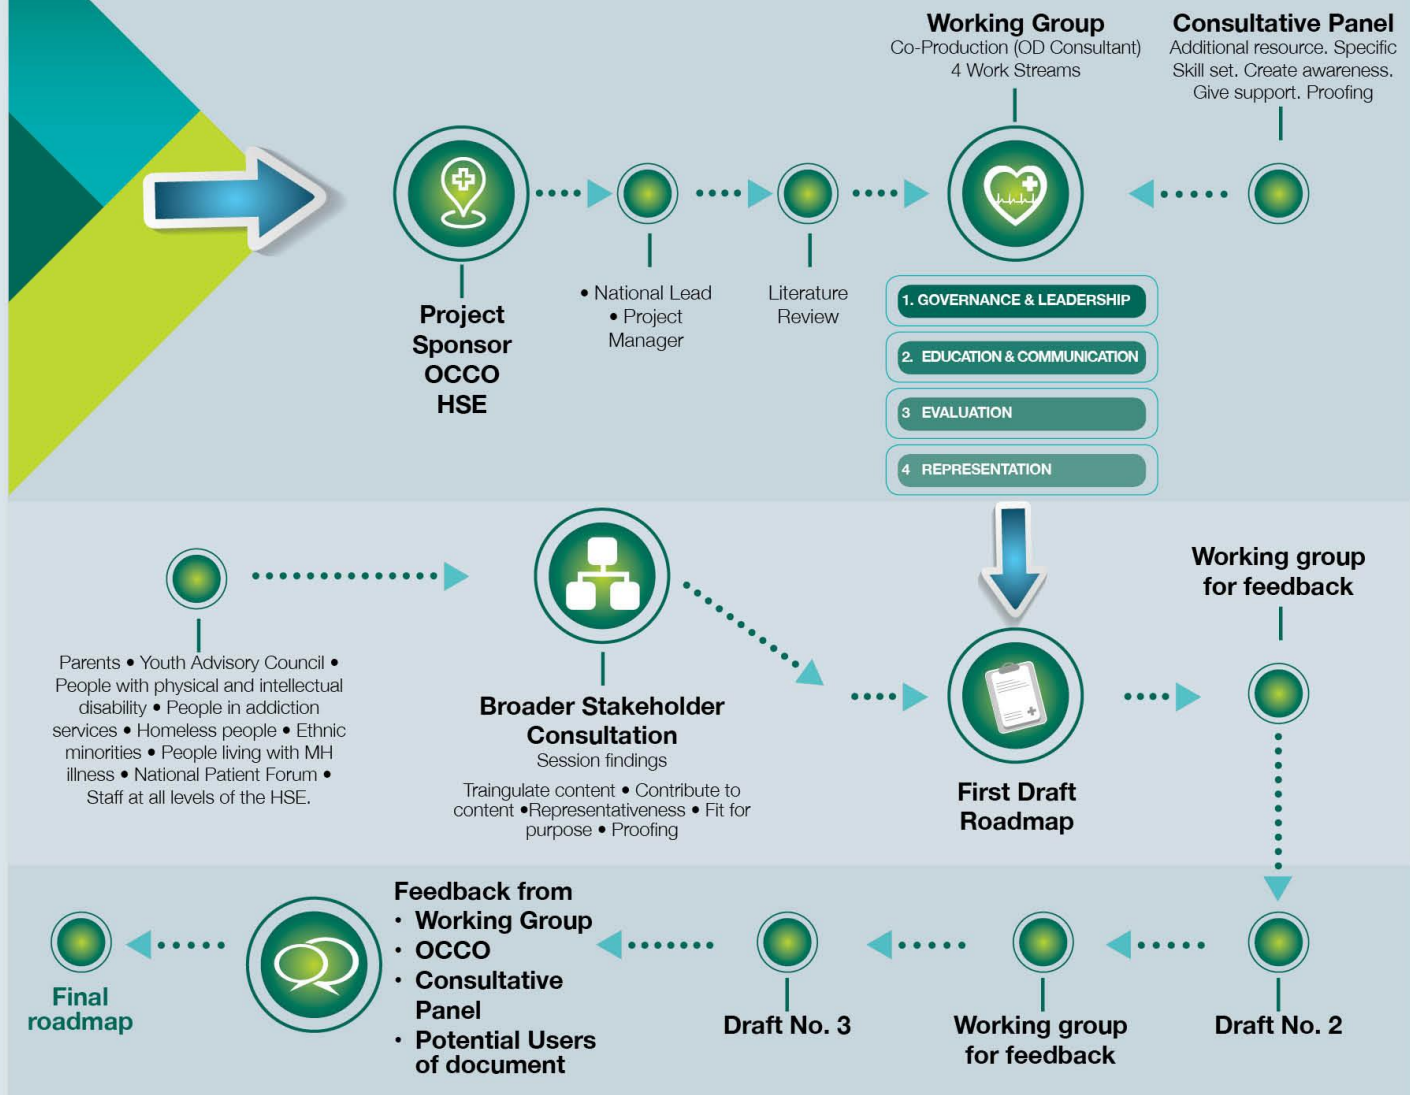 Working Group
Co-Production (OD Consultant)
4 Work Streams
Consultative Panel
Additional resource. Specific
Skill set. Create awareness.
Give support. Proofing
Project
Sponsor
OCCO
HSE
• National Lead
• Project
Manager
Literature
Review
1. GOVERNANCE & LEADERSHIP
2. EDUCATION & COMMUNICATION
3 EVALUATION
4 REPRESENTATION
Parents • Youth Advisory Council •
People with physical and intellectual
disability • People in addiction
services • Homeless people • Ethnic
minorities • People living with MH
illness • National Patient Forum •
Staff at all levels of the HSE.
Broader Stakeholder
Consultation
Session findings
Traingulate content • Contribute to
content •Representativeness • Fit for
purpose • Proofing
First Draft
Roadmap
Working group
for feedback
Draft No. 2
Working group
for feedback
Draft No. 3
Feedback from
· Working Group
· OCCO
· Consultative
Panel
· Potential Users
of document
Final
roadmap